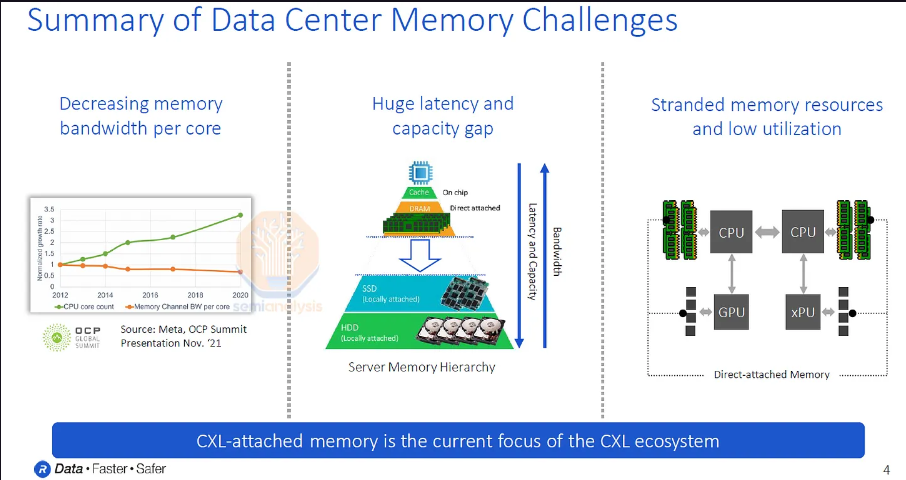 Summary of Data Center Memory Challenges
Decreasing memory
bandwidth per core
Normalized growth rate
3.5
3
2.5
2
1.5
1
0.5
0
2012
2014
2016
2018
2020
CPU core count
Memory Channel BW per core
OCP
GLOBAL
SUMMIT
Source: Meta, OCP Summit
Presentation Nov. '21
semianalysis
Huge latency and
capacity gap
Cache
On chip
DRAM
Direct attached
SSD
(Locally attached)
HDD
(Locally attached)
Latency and Capacity
Bandwidth
Server Memory Hierarchy
Stranded memory resources
and low utilization
CPU
CPU
GPU
xPU
Direct-attached Memory
CXL-attached memory is the current focus of the CXL ecosystem
R Data • Faster • Safer
4